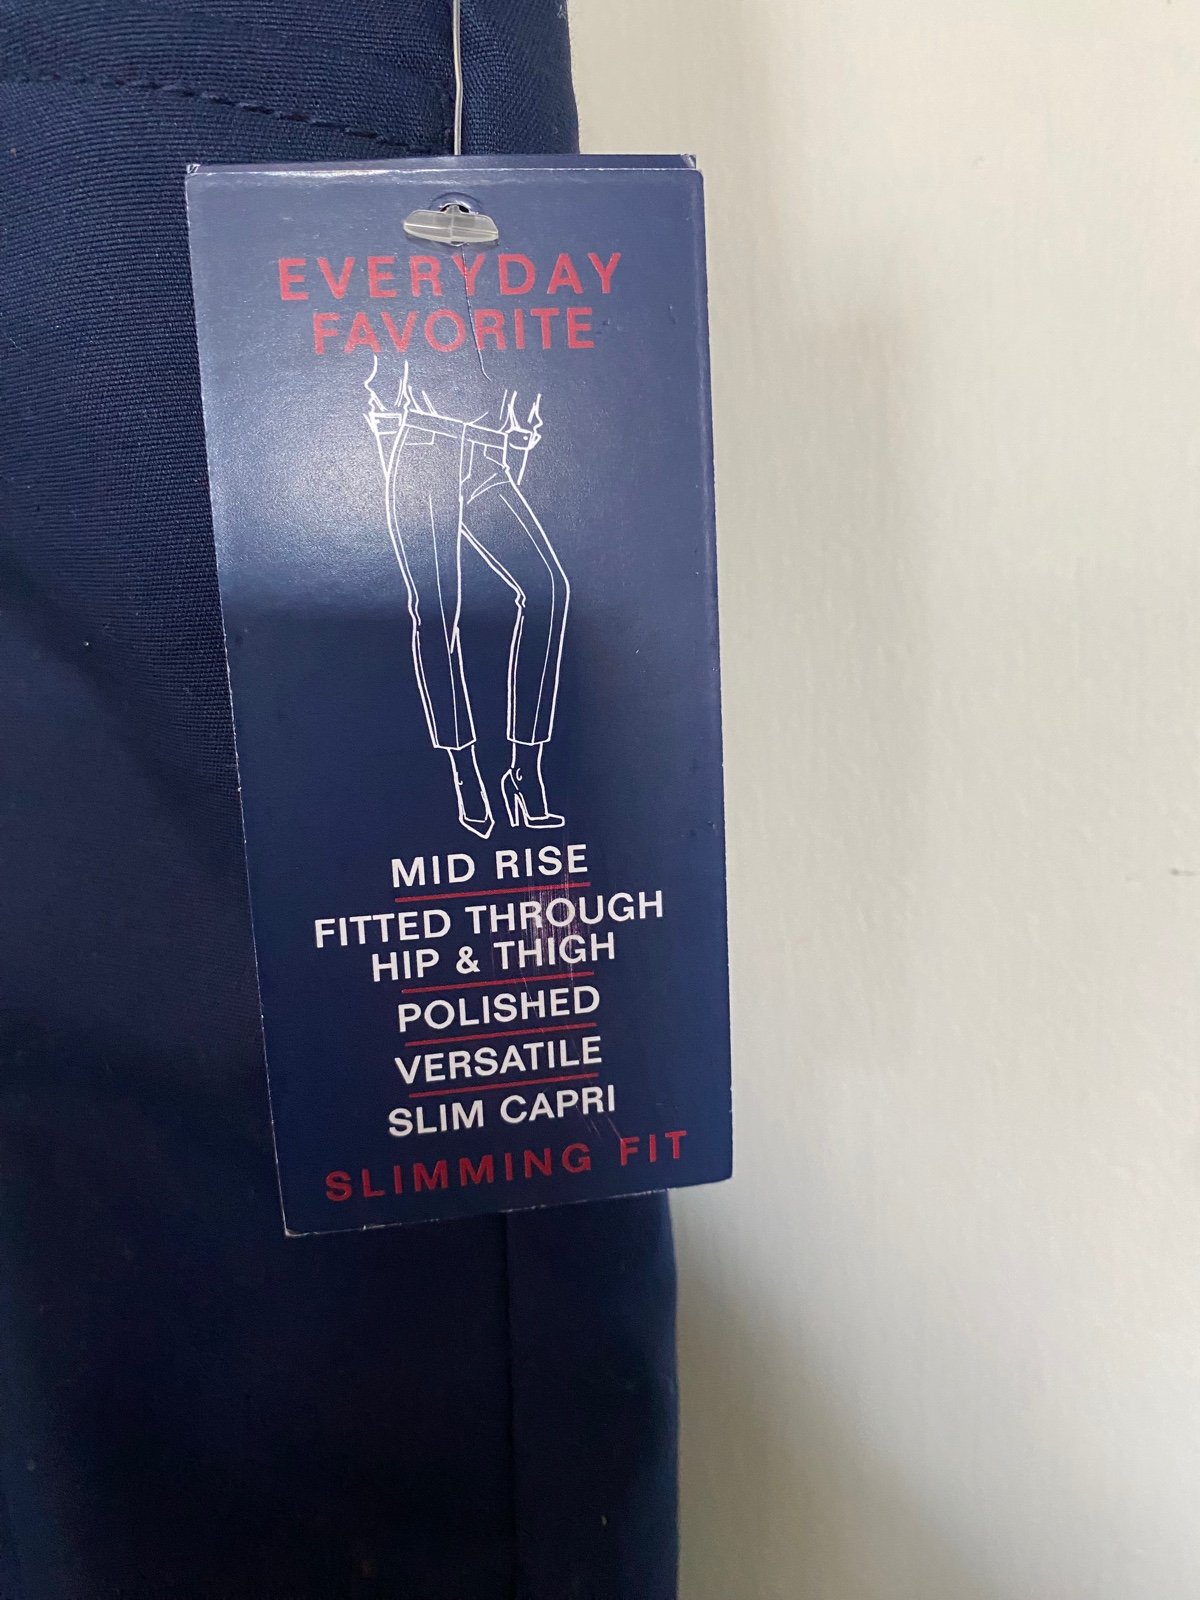 EVERYDAY
FAVORITE
MID RISE
FITTED THROUGH
HIP & THIGH
POLISHED
VERSATILE
SLIM CAPRI
SLIMMING FIT